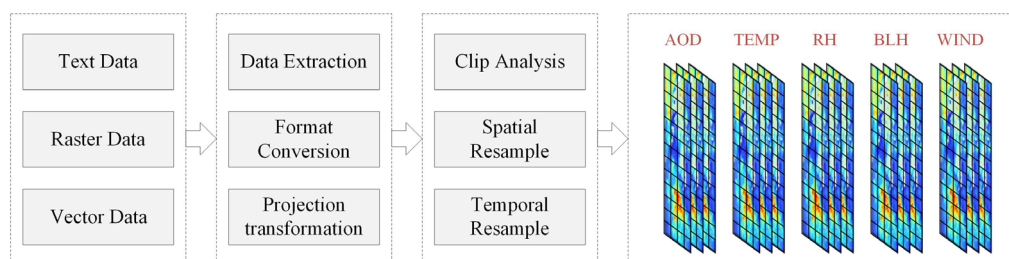 Text Data
Raster Data
Vector Data
Data Extraction
Format
Conversion
Projection
transformation
Clip Analysis
Spatial
Resample
Temporal
Resample
AOD
TEMP
RH
BLH
WIND